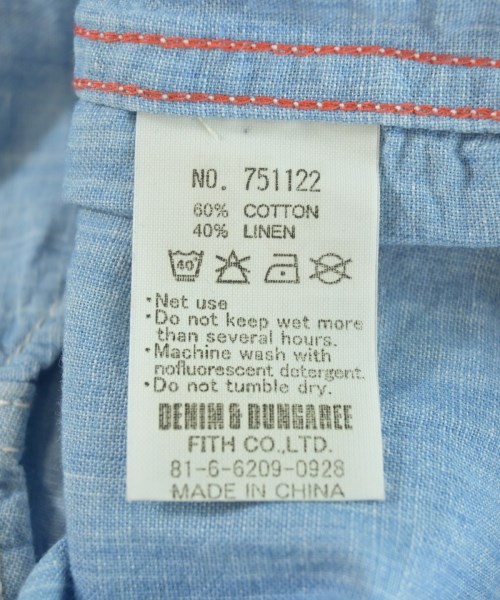 NO. 751122
60% COTTON
40% LINEN
40
・Net use
・Do not keep wet more
than several hours.
・Machine wash with
nofluorescent detergent.
・Do not tumble dry.
DENIM & DUNGAREE
FITH CO.,LTD.
81-6-6209-0928
MADE IN CHINA